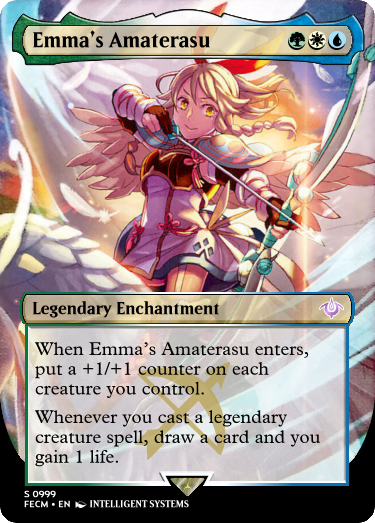 Emma's Amaterasu
Legendary Enchantment
When Emma's Amaterasu enters,
put a +1/+1 counter on each
creature you control.
Whenever you cast a legendary
creature spell, draw a card and you
gain 1 life.
S 0999
FECM • EN INTELLIGENT SYSTEMS